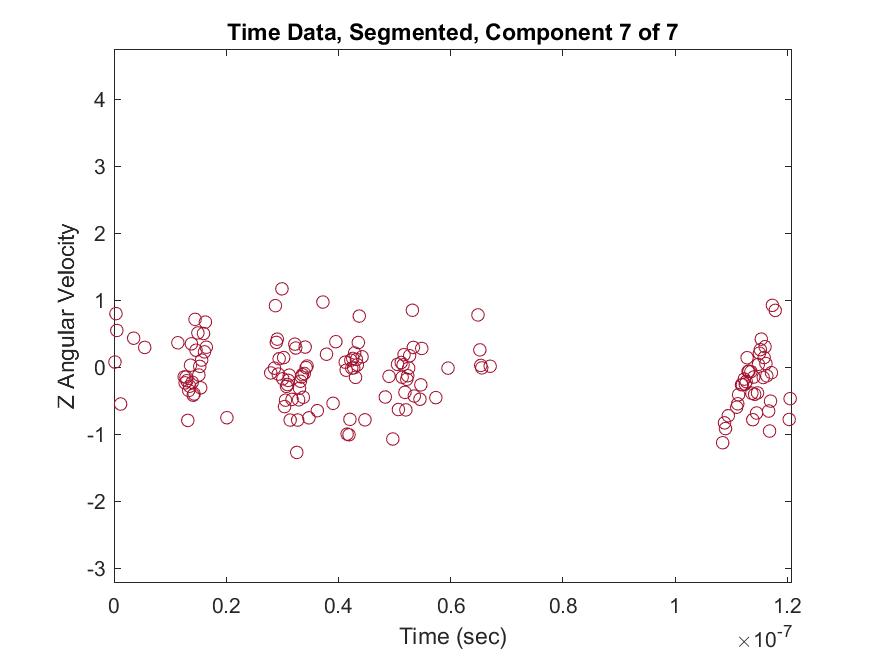 Time Data, Segmented, Component 7 of 7
4
3
2
1
0
-1
-2
-3
Z Angular Velocity
0 0.2 0.4 0.6 0.8 1 1.2
Time (sec)
×10⁻⁷